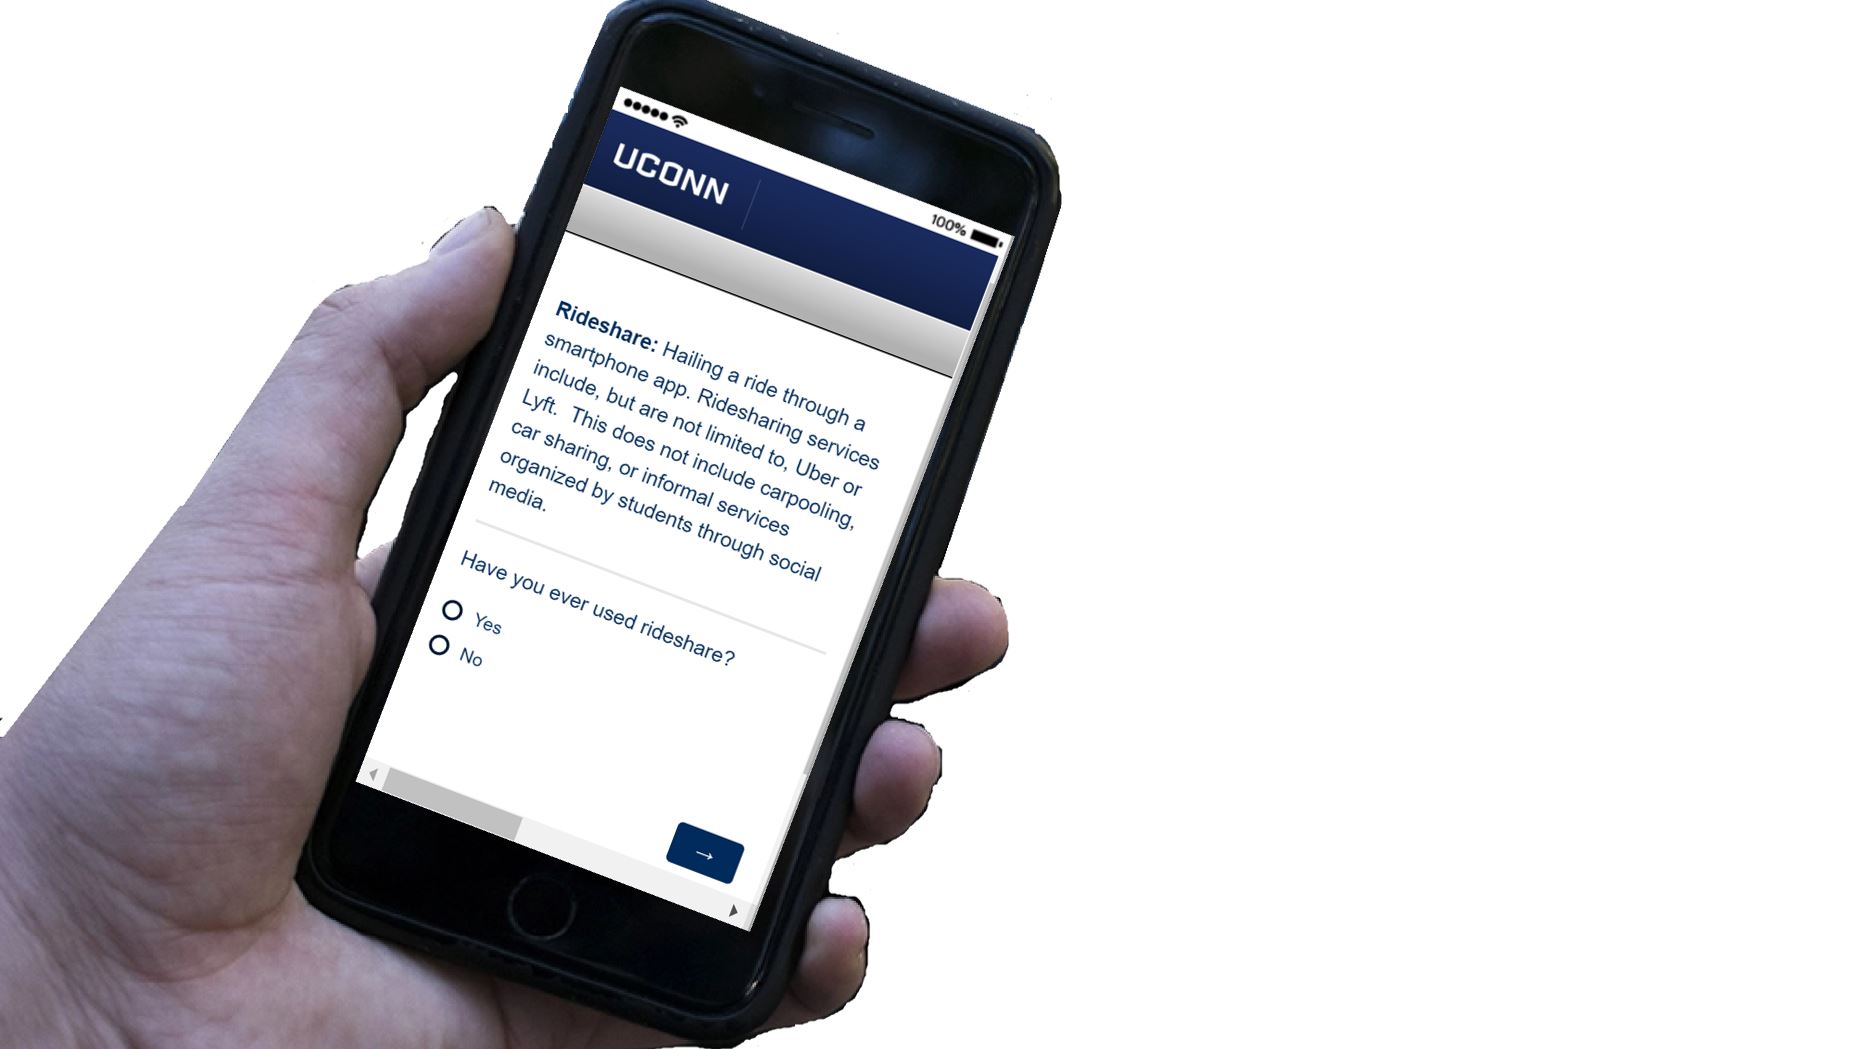 100%
UCONN
Rideshare: Hailing a ride through a
smartphone app. Ridesharing services
include, but are not limited to, Uber or
Lyft.  This does not include carpooling,
car sharing, or informal services
organized by students through social
media.
Have you ever used rideshare?
Yes
No
→